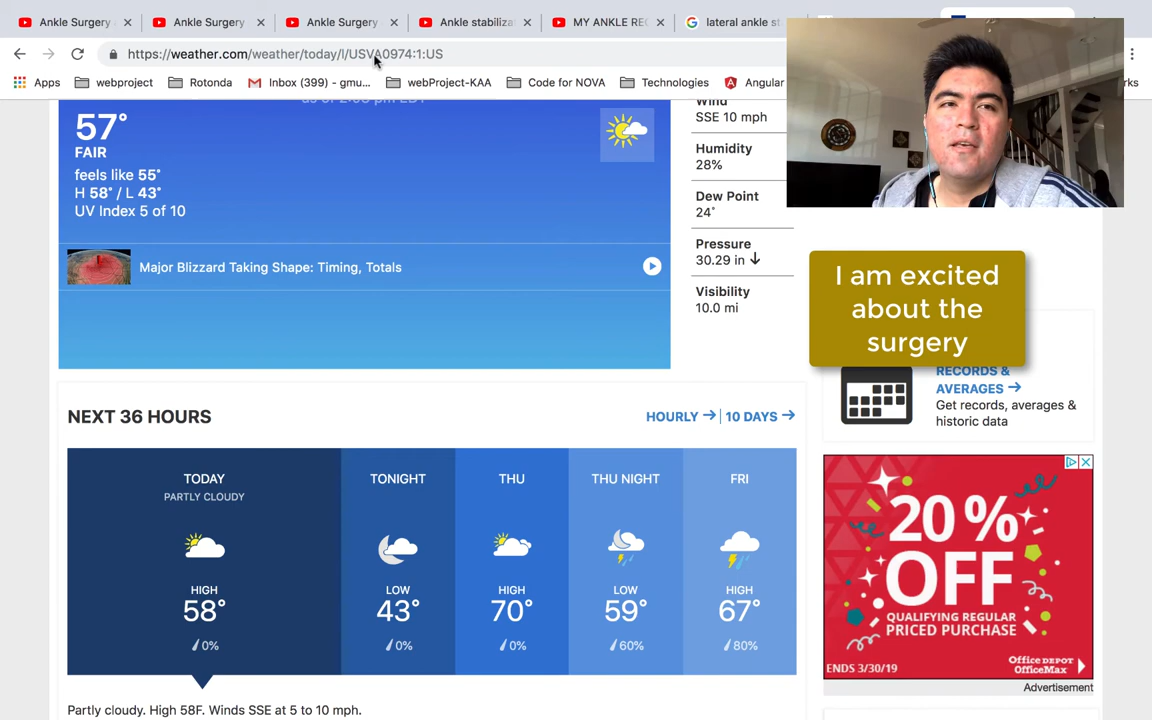 Ankle Surgery
Ankle Surgery
Ankle Surgery
Ankle stabiliza
MY ANKLE REC
lateral ankle st
https://weather.com/weather/today/l/USVA0974:1:US
Apps
webproject
Rotonda
Inbox (399) - gmu...
webProject-KAA
Code for NOVA
Technologies
Angular
rks
57°
FAIR
feels like 55°
H 58° / L 43°
UV Index 5 of 10
Major Blizzard Taking Shape: Timing, Totals
Wind
SSE 10 mph
Humidity
28%
Dew Point
24°
Pressure
30.29 in ↓
Visibility
10.0 mi
I am excited
about the
surgery
RECORDS &
AVERAGES →
Get records, averages &
historic data
NEXT 36 HOURS
HOURLY → | 10 DAYS →
TODAY
PARTLY CLOUDY
HIGH
58°
0%
TONIGHT
LOW
43°
0%
THU
HIGH
70°
0%
THU NIGHT
LOW
59°
60%
FRI
HIGH
67°
80%
Partly cloudy. High 58F. Winds SSE at 5 to 10 mph.
20%
OFF
QUALIFYING REGULAR
PRICED PURCHASE
ENDS 3/30/19
Office DEPOT
OfficeMax
Advertisement